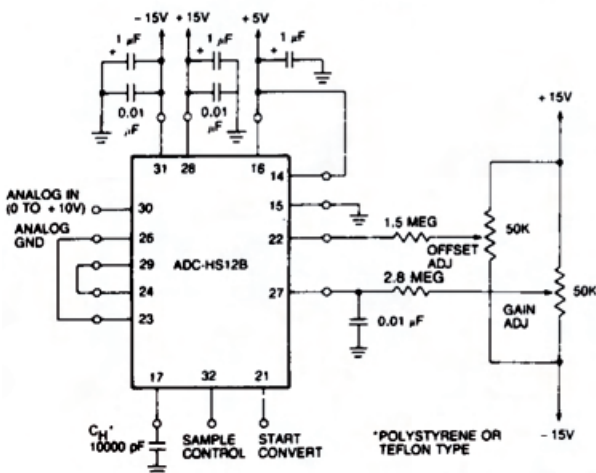 - 15V +15V +5V
1 µF 1 µF 1 µF
+ + +
0.01 µF 0.01 µF
+ 15V
31 28 16
14
ANALOG IN (0 TO + 10V) 30
15
ANALOG GND 26
22 1.5 MEG 50K
OFFSET ADJ
29 ADC-HS12B
24
27 2.8 MEG 50K
GAIN ADJ
23
0.01 µF
17 32 21
C_H* 10000 pF
SAMPLE CONTROL
START CONVERT
*POLYSTYRENE OR TEFLON TYPE
- 15V